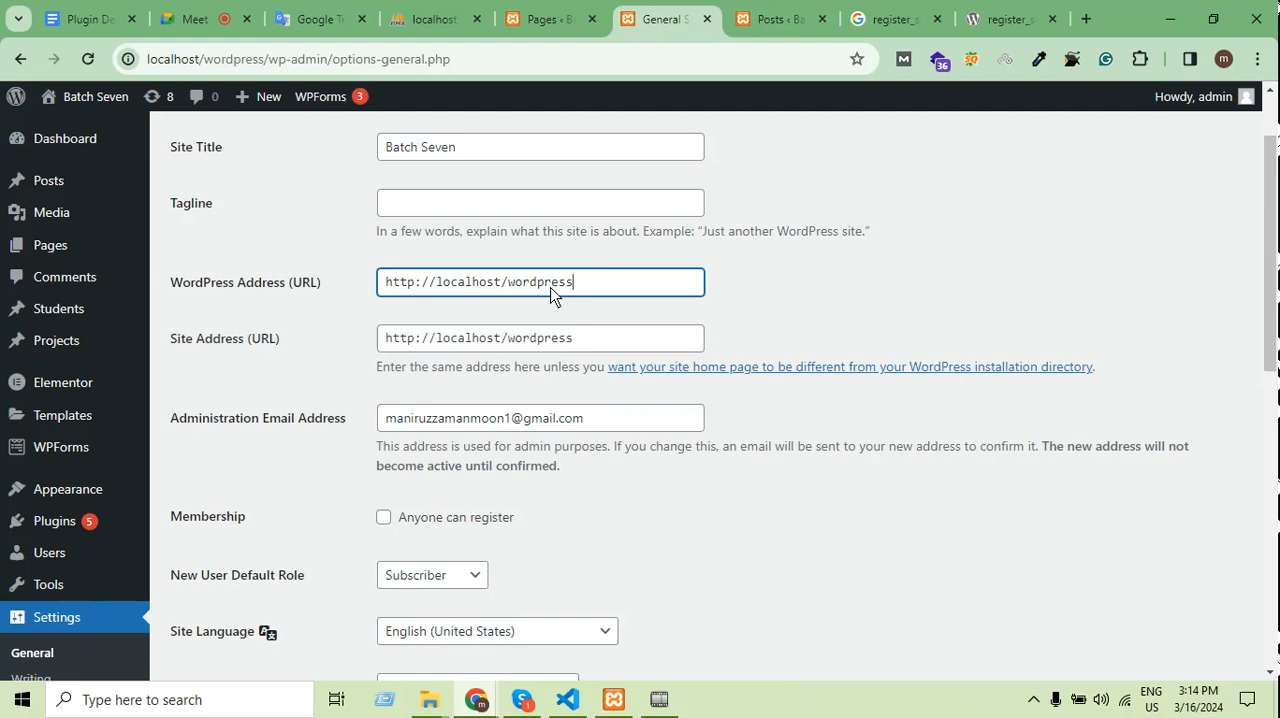 Plugin De
Meet
Google T
localhost
Pages ‹ B
General S
Posts ‹ Ba
register_s
register_s
localhost/wordpress/wp-admin/options-general.php
36
m
Batch Seven
8
0
New
WPForms 3
Howdy, admin
Dashboard
Posts
Media
Pages
Comments
Students
Projects
Elementor
Templates
WPForms
Appearance
Plugins 5
Users
Tools
Settings
General
Writing
Site Title
Batch Seven
Tagline
In a few words, explain what this site is about. Example: “Just another WordPress site.”
WordPress Address (URL)
http://localhost/wordpress
Site Address (URL)
http://localhost/wordpress
Enter the same address here unless you want your site home page to be different from your WordPress installation directory.
Administration Email Address
maniruzzamanmoon1@gmail.com
This address is used for admin purposes. If you change this, an email will be sent to your new address to confirm it. The new address will not
become active until confirmed.
Membership
Anyone can register
New User Default Role
Subscriber
Site Language
English (United States)
Type here to search
ENG
US
3:14 PM
3/16/2024